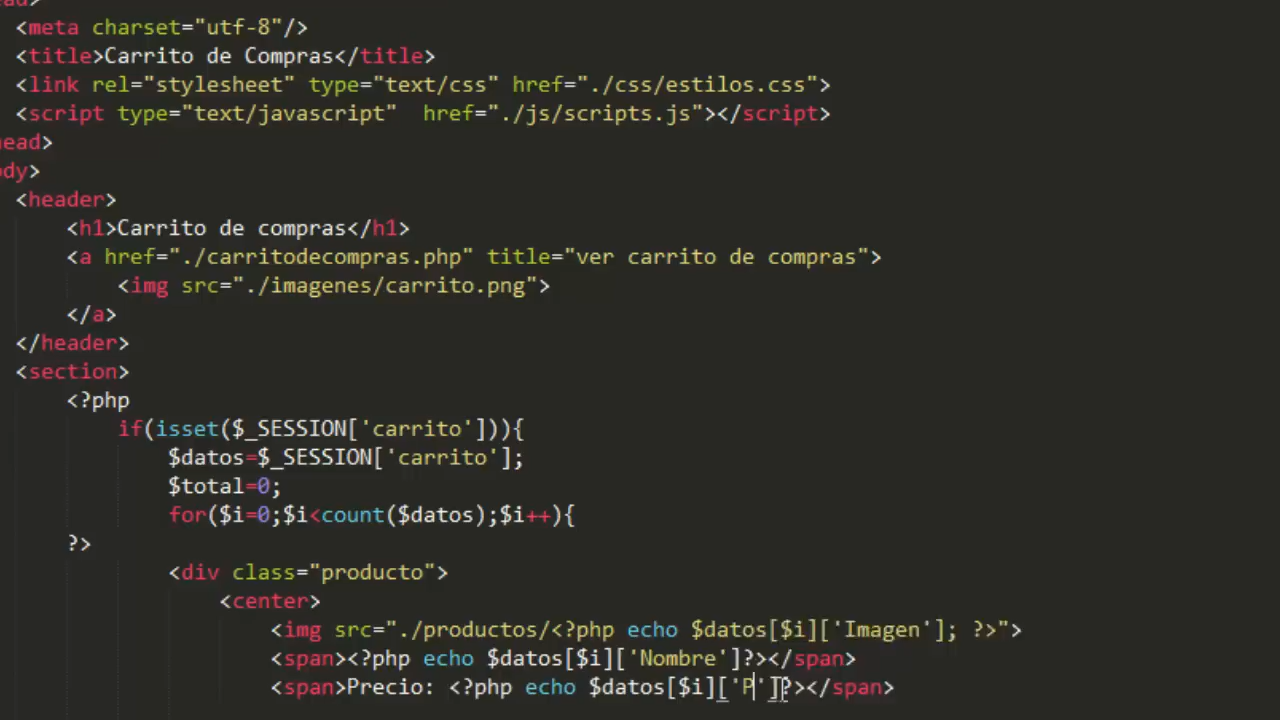 ead>
<meta charset="utf-8"/>
<title>Carrito de Compras</title>
<link rel="stylesheet" type="text/css" href="./css/estilos.css">
<script type="text/javascript"  href="./js/scripts.js"></script>
ead>
dy>
<header>
<h1>Carrito de compras</h1>
<a href="./carritodecompras.php" title="ver carrito de compras">
<img src="./imagenes/carrito.png">
</a>
</header>
<section>
<?php
if(isset($_SESSION['carrito'])){
$datos=$_SESSION['carrito'];
$total=0;
for($i=0;$i<count($datos);$i++){
?>
<div class="producto">
<center>
<img src="./productos/<?php echo $datos[$i]['Imagen']; ?>">
<span><?php echo $datos[$i]['Nombre']?></span>
<span>Precio: <?php echo $datos[$i]['P']?></span>